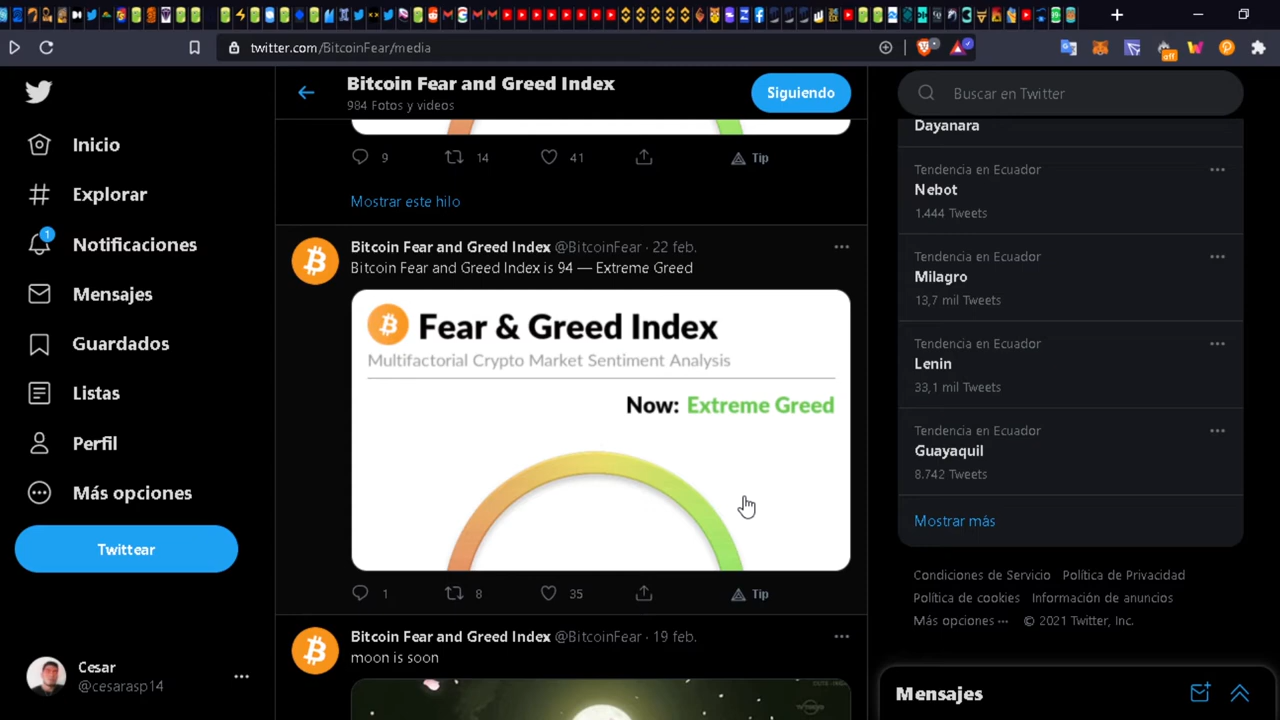 twitter.com/BitcoinFear/media
off
Bitcoin Fear and Greed Index
984 Fotos y videos
Siguiendo
Buscar en Twitter
Inicio
Explorar
1
Notificaciones
Mensajes
Guardados
Listas
Perfil
Más opciones
Twittear
Cesar
@cesarasp14
9
14
41
Tip
Mostrar este hilo
Bitcoin Fear and Greed Index @BitcoinFear · 22 feb.
Bitcoin Fear and Greed Index is 94 — Extreme Greed
Fear & Greed Index
Multifactorial Crypto Market Sentiment Analysis
Now: Extreme Greed
1
8
35
Tip
Bitcoin Fear and Greed Index @BitcoinFear · 19 feb.
moon is soon
Dayanara
Tendencia en Ecuador
Nebot
1.444 Tweets
Tendencia en Ecuador
Milagro
13,7 mil Tweets
Tendencia en Ecuador
Lenin
33,1 mil Tweets
Tendencia en Ecuador
Guayaquil
8.742 Tweets
Mostrar más
Condiciones de Servicio Política de Privacidad
Política de cookies Información de anuncios
Más opciones ··· © 2021 Twitter, Inc.
Mensajes